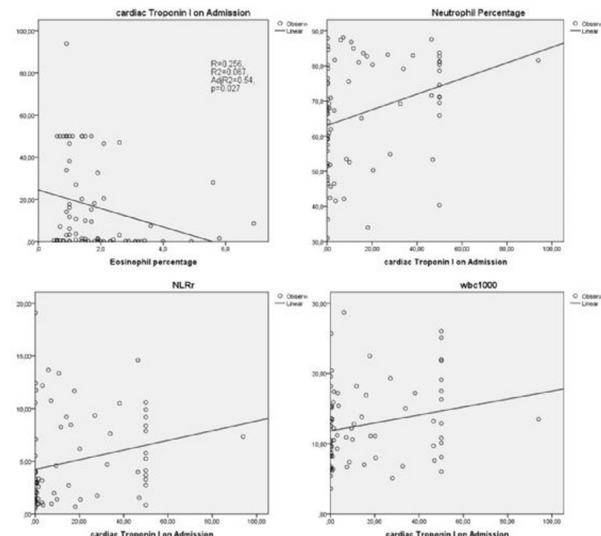 cardiac Troponin I on Admission
Observe
Linear
100,00
80,00
60,00
40,00
20,00
,00
R=0.256,
R2=0.067,
AdjR2=0.54,
p=0.027
,00
2,0
4,0
6,0
Eosinophil percentage
Neutrophil Percentage
Observe
Linear
90,0
80,0
70,0
60,0
50,0
40,0
30,0
,00
20,00
40,00
60,00
80,00
100,00
cardiac Troponin I on Admission
NLRr
Observe
Linear
20,00
15,00
10,00
5,00
,00
,00
20,00
40,00
60,00
80,00
100,00
cardiac Troponin I on Admission
wbc1000
Observe
Linear
30,00
20,00
10,00
,00
,00
20,00
40,00
60,00
80,00
100,00
cardiac Troponin I on Admission